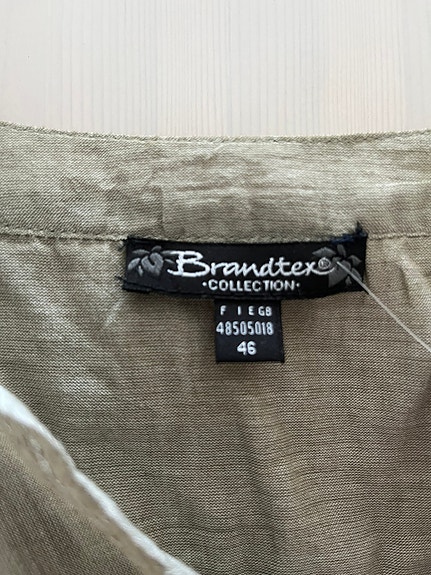 Brandtex®
·COLLECTION·
F I E GB
48505018
46